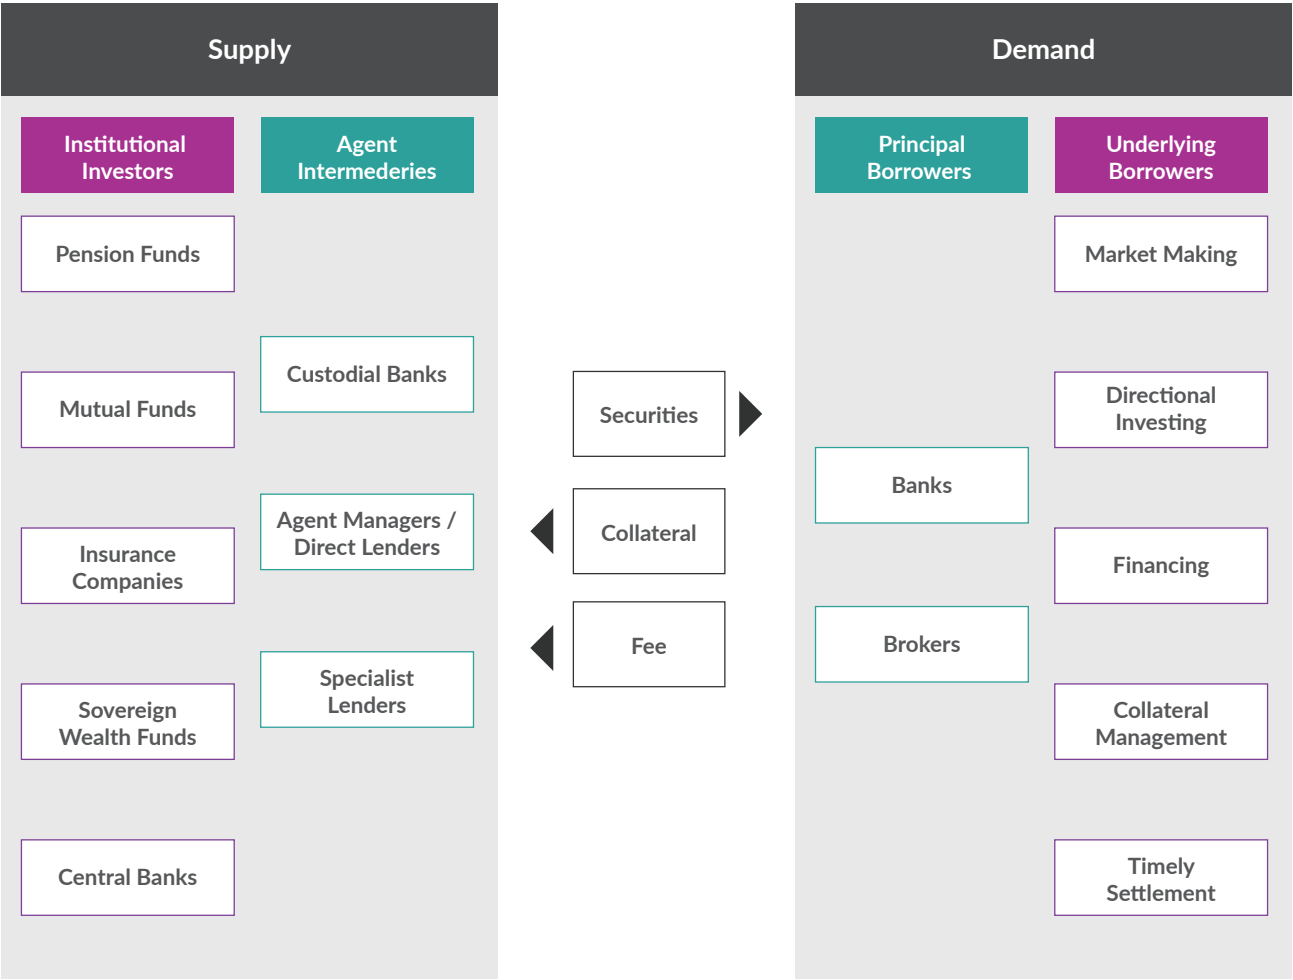 Supply
Institutional
Investors
Agent
Intermederies
Pension Funds
Mutual Funds
Insurance
Companies
Sovereign
Wealth Funds
Central Banks
Custodial Banks
Agent Managers /
Direct Lenders
Specialist
Lenders
Securities
Collateral
Fee
Demand
Principal
Borrowers
Underlying
Borrowers
Banks
Brokers
Market Making
Directional
Investing
Financing
Collateral
Management
Timely
Settlement